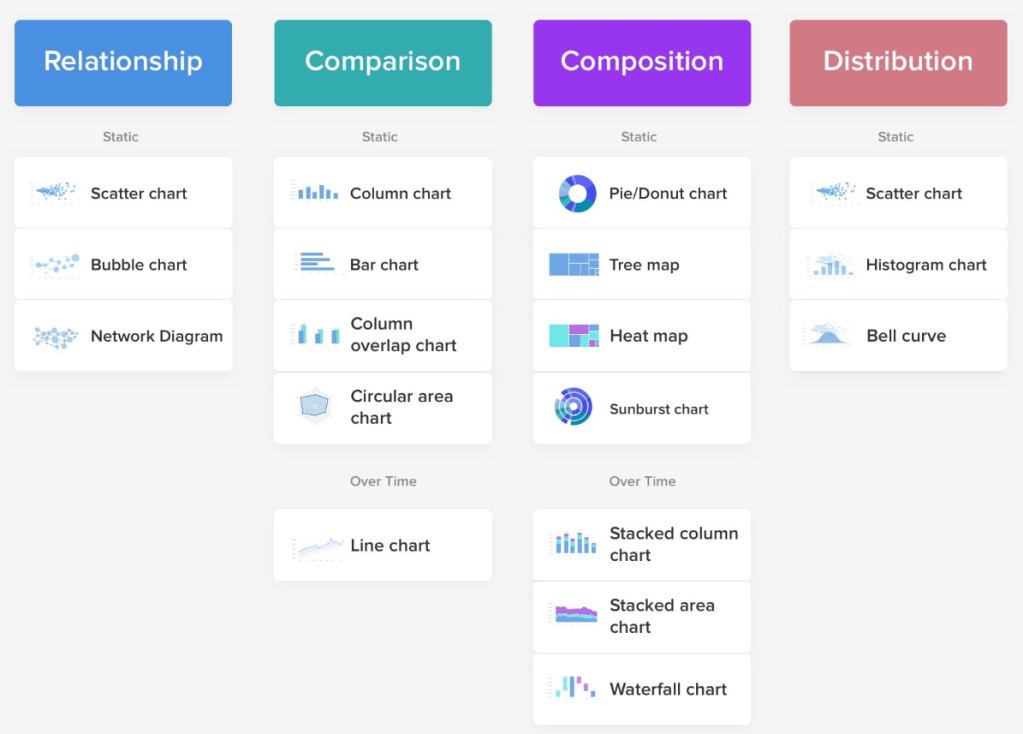 Relationship
Static
Scatter chart
Bubble chart
Network Diagram
Comparison
Static
Column chart
Bar chart
Column
overlap chart
Circular area
chart
Over Time
Line chart
Composition
Static
Pie/Donut chart
Tree map
Heat map
Sunburst chart
Over Time
Stacked column
chart
Stacked area
chart
Waterfall chart
Distribution
Static
Scatter chart
Histogram chart
Bell curve